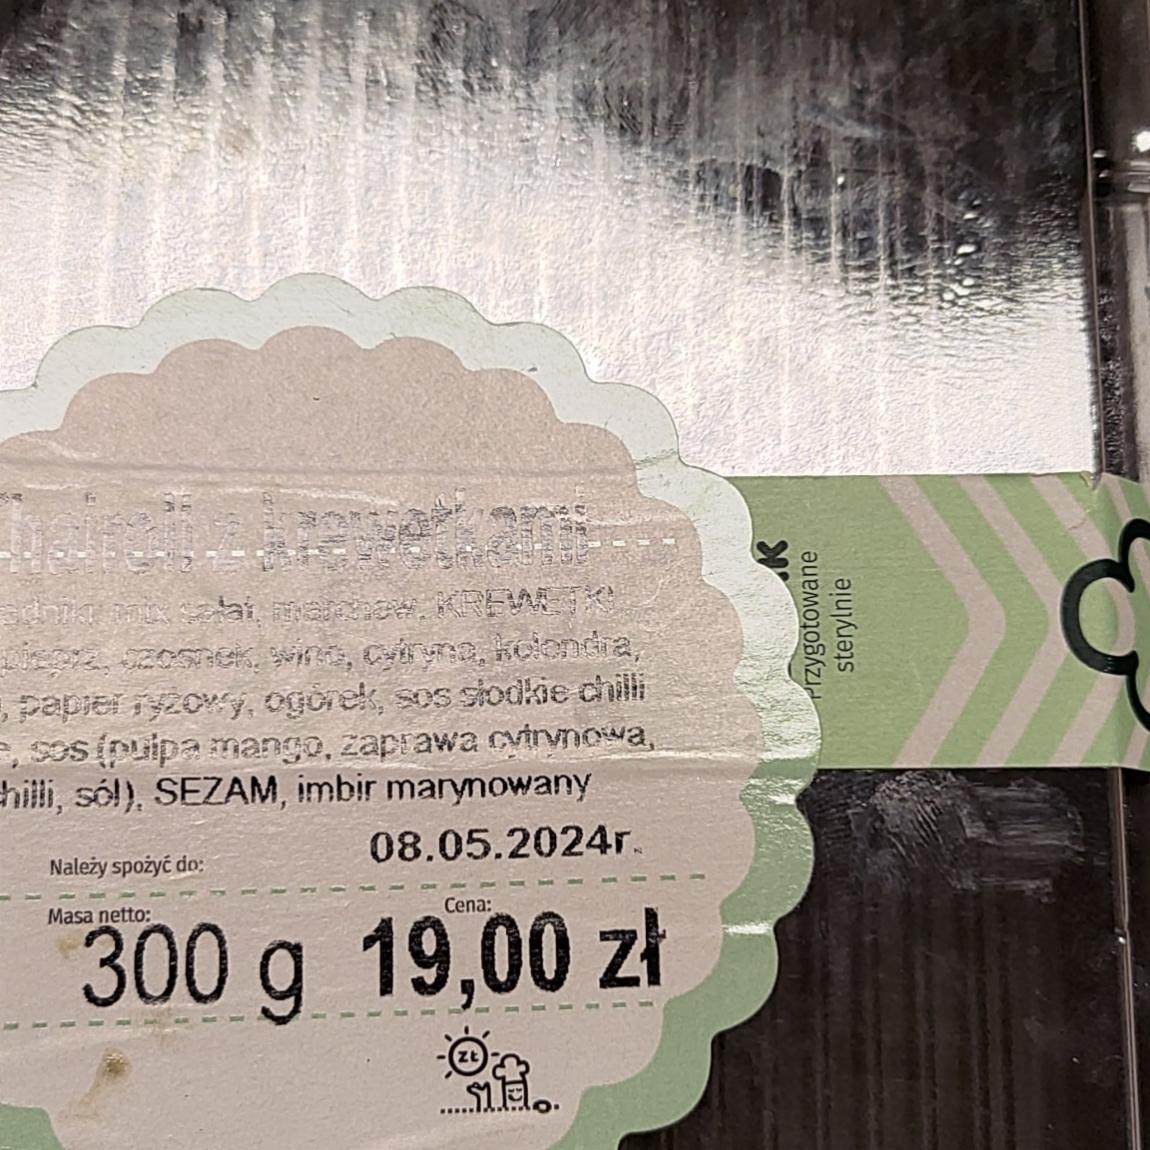 z krewetkami
mix sałat, marchew, KREWETKI
czosnek, wino, cytryna, kolendra,
, papier ryżowy, ogórek, sos słodkie chilli
, sos (pulpa mango, zaprawa cytrynowa,
hilli, sól), SEZAM, imbir marynowany
Należy spożyć do: 08.05.2024r.
Masa netto: Cena:
300 g 19,00 zł
ZŁ
Przygotowane
sterylnie